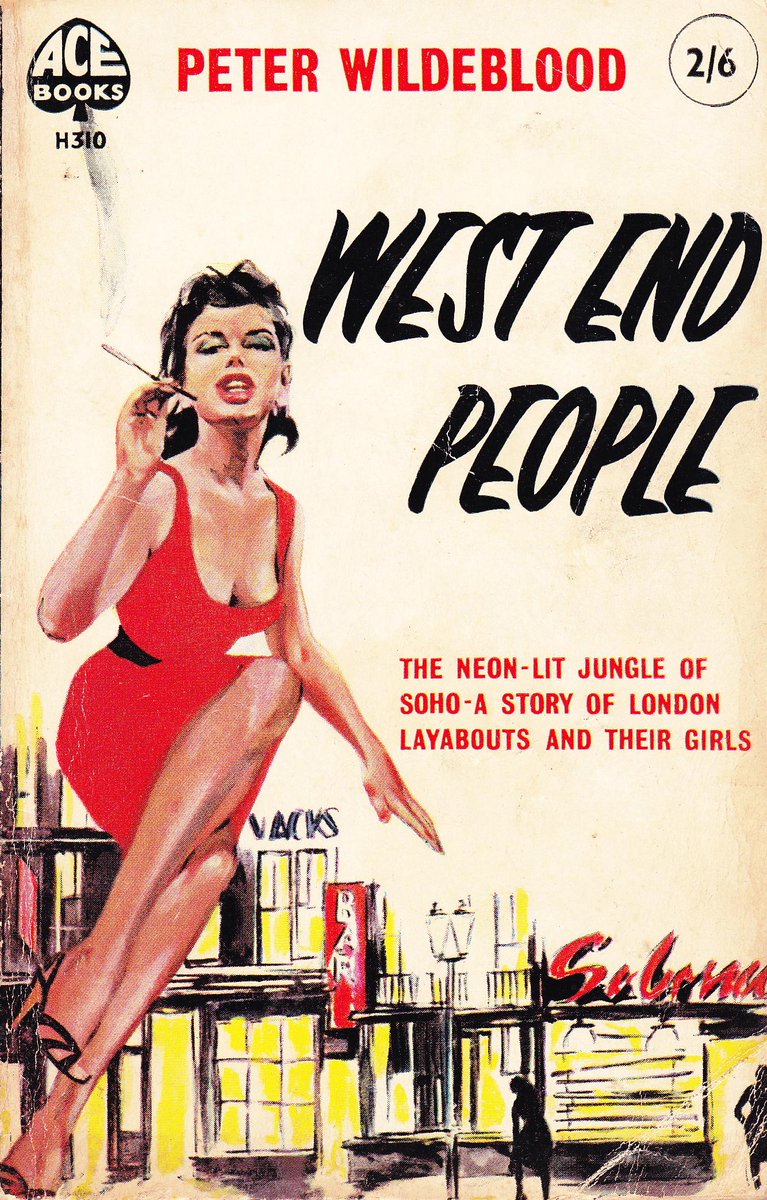 ACE
BOOKS
H310
PETER WILDEBLOOD
2/6
WEST END
PEOPLE
THE NEON-LIT JUNGLE OF
SOHO-A STORY OF LONDON
LAYABOUTS AND THEIR GIRLS
VACKS
BAR